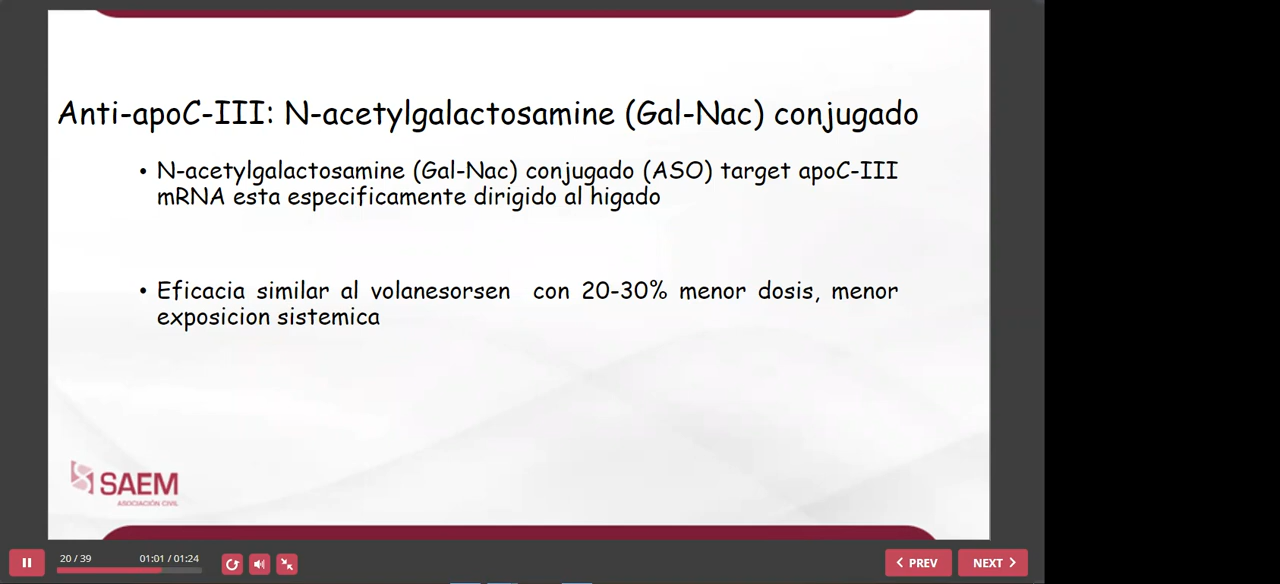 Anti-apoC-III: N-acetylgalactosamine (Gal-Nac) conjugado
• N-acetylgalactosamine (Gal-Nac) conjugado (ASO) target apoC-III
mRNA esta especificamente dirigido al higado
• Eficacia similar al volanesorsen con 20-30% menor dosis, menor
exposicion sistemica
SAEM
ASOCIACIÓN CIVIL
20 / 39
01:01 / 01:24
PREV
NEXT